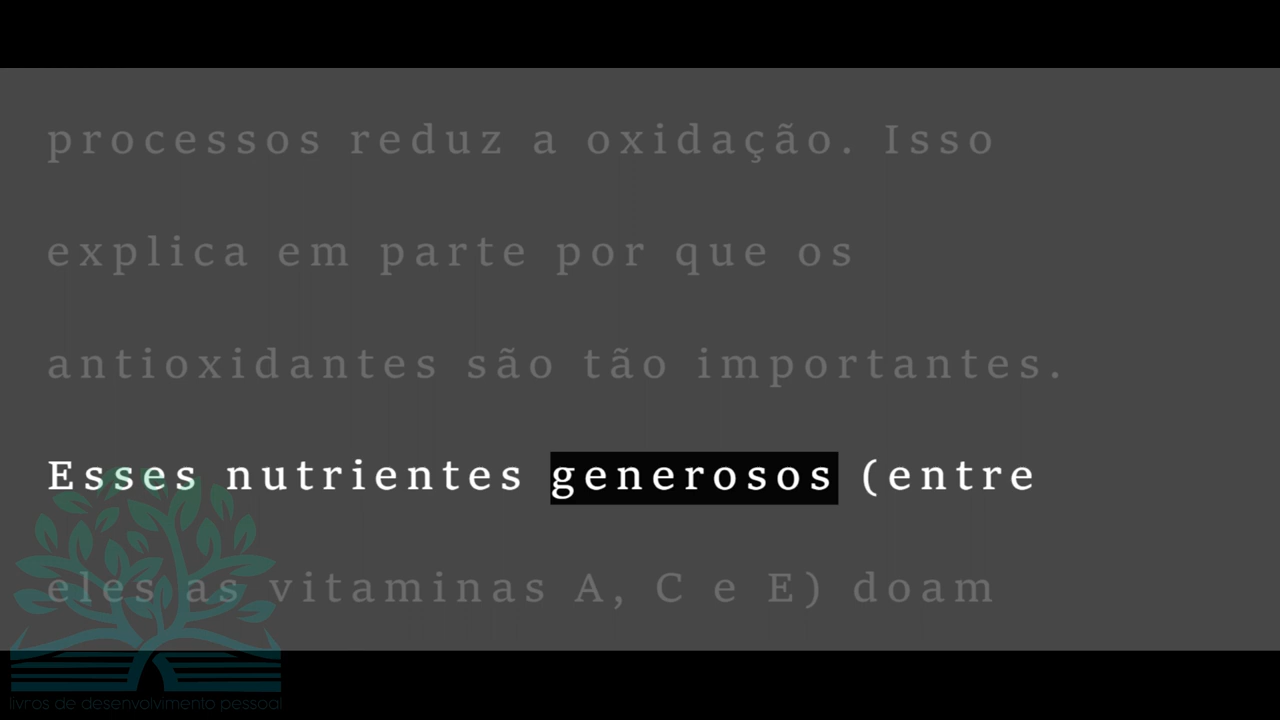 processos reduz a oxidação. Isso
explica em parte por que os
antioxidantes são tão importantes.
Esses nutrientes generosos (entre
eles as vitaminas A, C e E) doam
livros de desenvolvimento pessoal